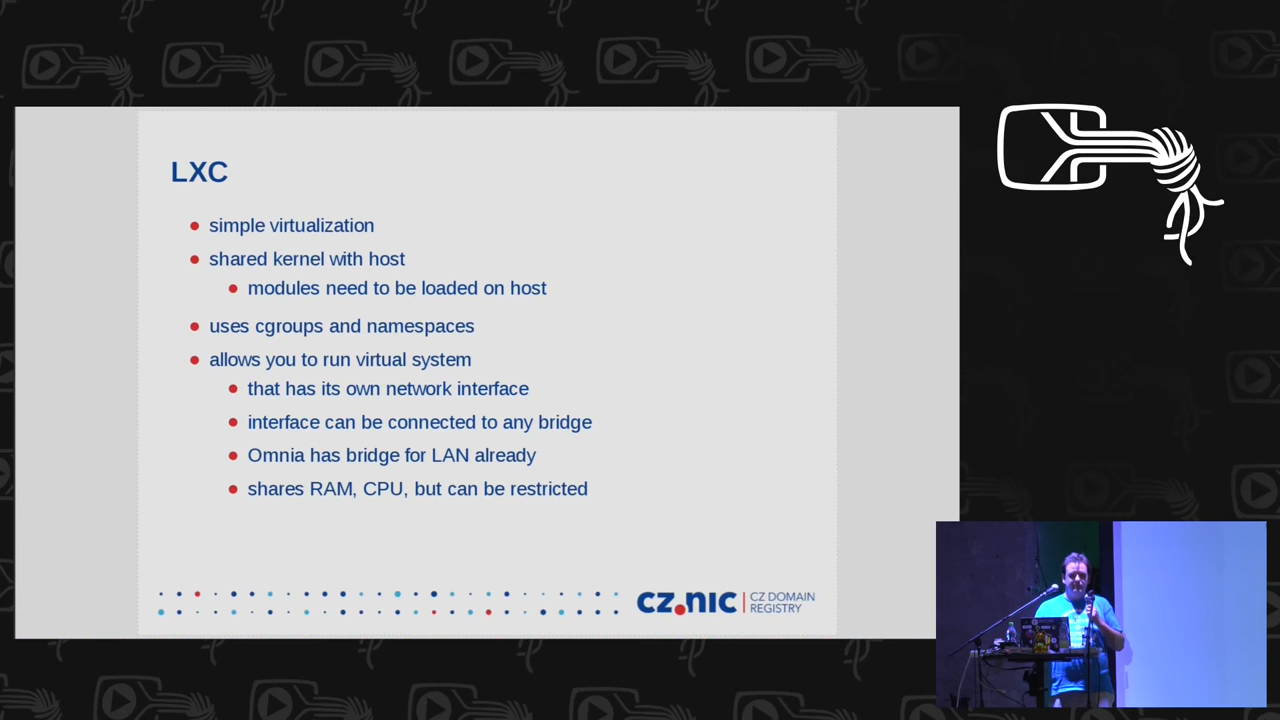 LXC
simple virtualization
shared kernel with host
modules need to be loaded on host
uses cgroups and namespaces
allows you to run virtual system
that has its own network interface
interface can be connected to any bridge
Omnia has bridge for LAN already
shares RAM, CPU, but can be restricted
CZ.NIC | CZ DOMAIN
REGISTRY